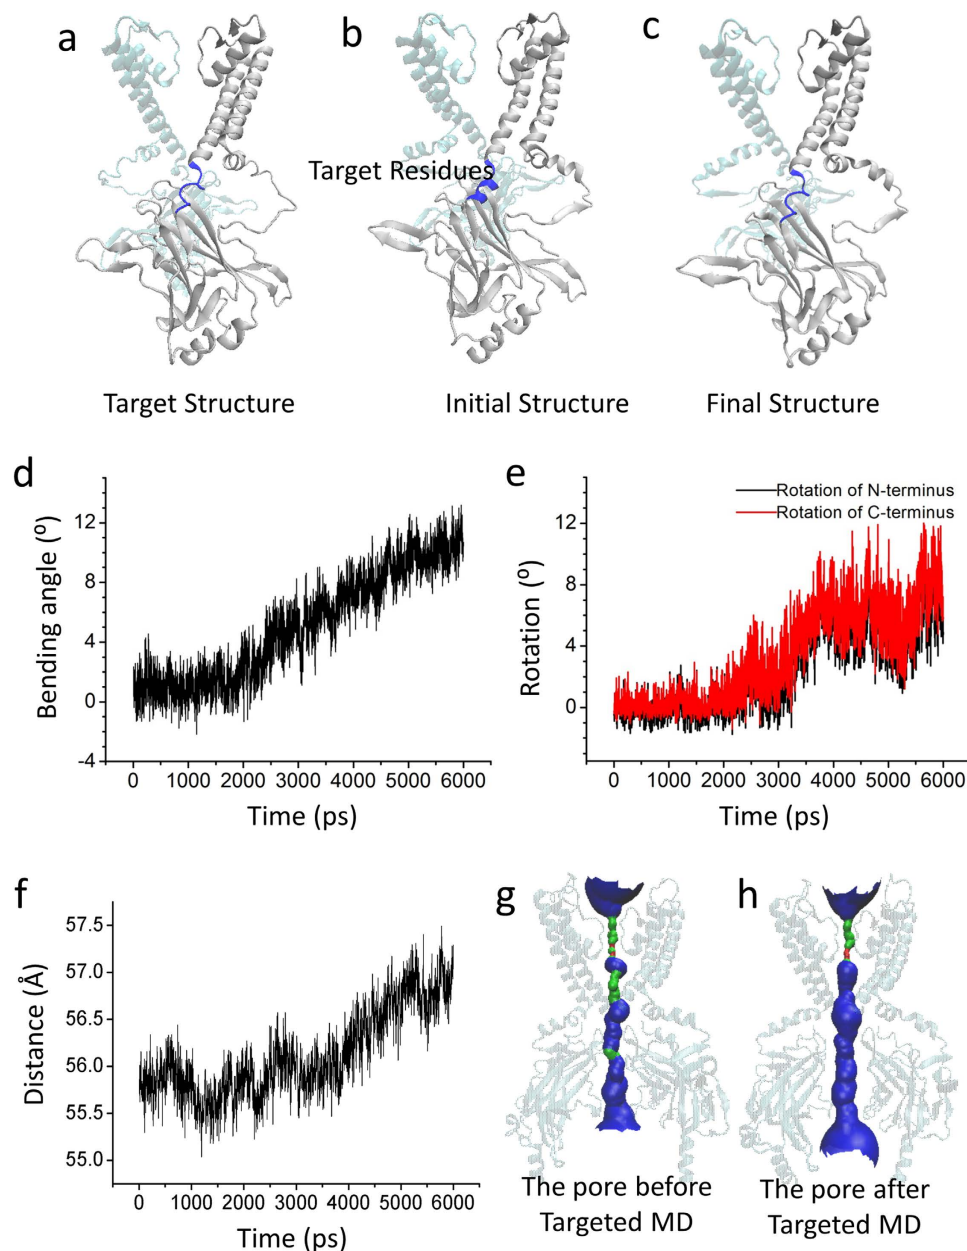 a
b
c
Target Residues
Target Structure
Initial Structure
Final Structure
d
Bending angle (⁰)
12
8
4
0
-4
0 1000 2000 3000 4000 5000 6000
Time (ps)
e
Rotation of N-terminus
Rotation of C-terminus
Rotation (⁰)
12
8
4
0
0 1000 2000 3000 4000 5000 6000
Time (ps)
f
Distance (Å)
57.5
57.0
56.5
56.0
55.5
55.0
0 1000 2000 3000 4000 5000 6000
Time (ps)
g
The pore before
Targeted MD
h
The pore after
Targeted MD